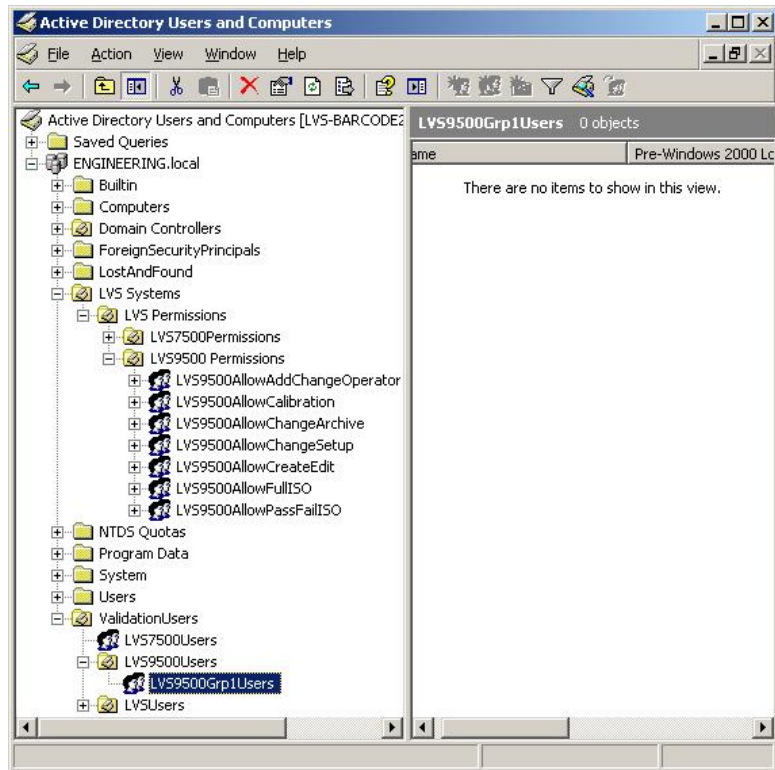 Active Directory Users and Computers
File Action View Window Help
Active Directory Users and Computers [LVS-BARCODE2
Saved Queries
ENGINEERING.local
Builtin
Computers
Domain Controllers
ForeignSecurityPrincipals
LostAndFound
LVS Systems
LVS Permissions
LVS7500Permissions
LVS9500 Permissions
LVS9500AllowAddChangeOperator
LVS9500AllowCalibration
LVS9500AllowChangeArchive
LVS9500AllowChangeSetup
LVS9500AllowCreateEdit
LVS9500AllowFullISO
LVS9500AllowPassFailISO
NTDS Quotas
Program Data
System
Users
ValidationUsers
LVS7500Users
LVS9500Users
LVS9500Grp1Users
LVSUsers
LVS9500Grp1Users 0 objects
ame Pre-Windows 2000 Lo
There are no items to show in this view.